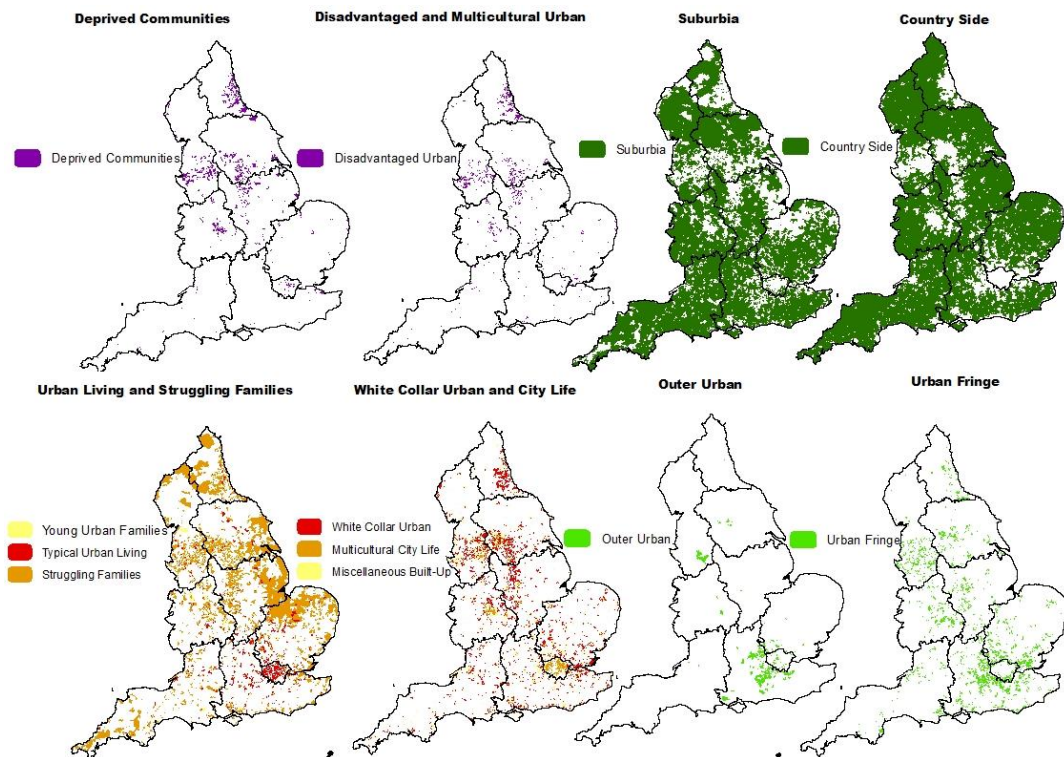 Deprived Communities
Disadvantaged and Multicultural Urban
Suburbia
Country Side
Deprived Communities
Disadvantaged Urban
Suburbia
Country Side
Urban Living and Struggling Families
White Collar Urban and City Life
Outer Urban
Urban Fringe
Young Urban Families
Typical Urban Living
Struggling Families
White Collar Urban
Multicultural City Life
Miscellaneous Built-Up
Outer Urban
Urban Fringe